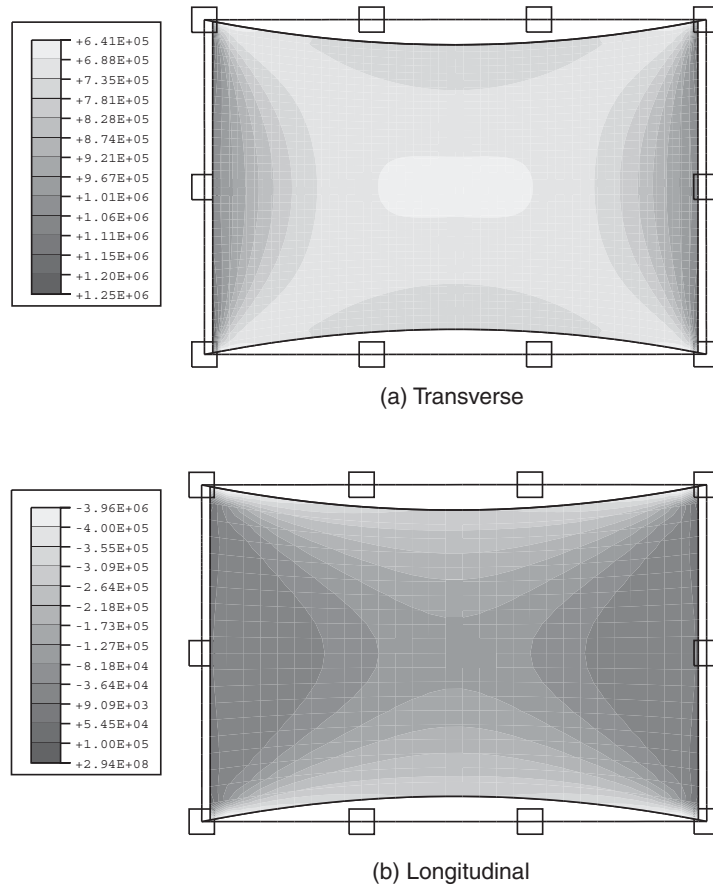 +6.41E+05
+6.88E+05
+7.35E+05
+7.81E+05
+8.28E+05
+8.74E+05
+9.21E+05
+9.67E+05
+1.01E+06
+1.06E+06
+1.11E+06
+1.15E+06
+1.20E+06
+1.25E+06
(a) Transverse
-3.96E+06
-4.00E+05
-3.55E+05
-3.09E+05
-2.64E+05
-2.18E+05
-1.73E+05
-1.27E+05
-8.18E+04
-3.64E+04
+9.09E+03
+5.45E+04
+1.00E+05
+2.94E+08
(b) Longitudinal